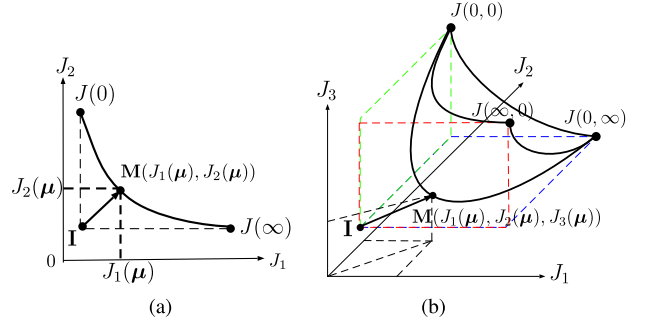 J₂
J(0)
M(J₁(μ), J₂(μ))
J₂(μ)
I
J(∞)
0
J₁(μ)
J₁
(a)
J(0, 0)
J₂
J₃
J(∞, 0)
J(0, ∞)
I
M(J₁(μ), J₂(μ), J₃(μ))
J₁
(b)